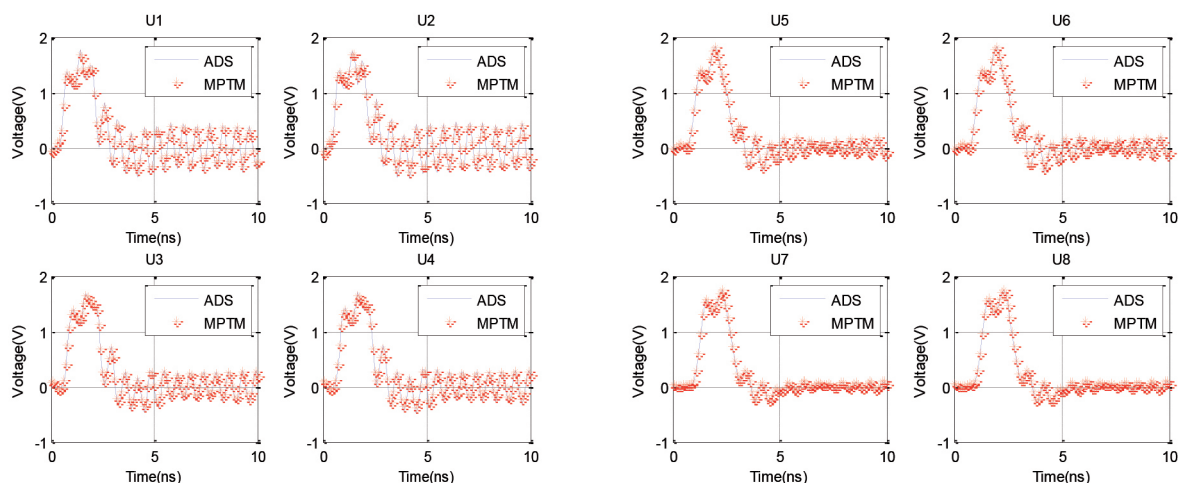 U1
2
ADS
MPTM
1
0
-1
Voltage(V)
0
5
10
Time(ns)
U2
2
ADS
MPTM
1
0
-1
Voltage(V)
0
5
10
Time(ns)
U5
2
ADS
MPTM
1
0
-1
Voltage(V)
0
5
10
Time(ns)
U6
2
ADS
MPTM
1
0
-1
Voltage(V)
0
5
10
Time(ns)
U3
2
ADS
MPTM
1
0
-1
Voltage(V)
0
5
10
Time(ns)
U4
2
ADS
MPTM
1
0
-1
Voltage(V)
0
5
10
Time(ns)
U7
2
ADS
MPTM
1
0
-1
Voltage(V)
0
5
10
Time(ns)
U8
2
ADS
MPTM
1
0
-1
Voltage(V)
0
5
10
Time(ns)